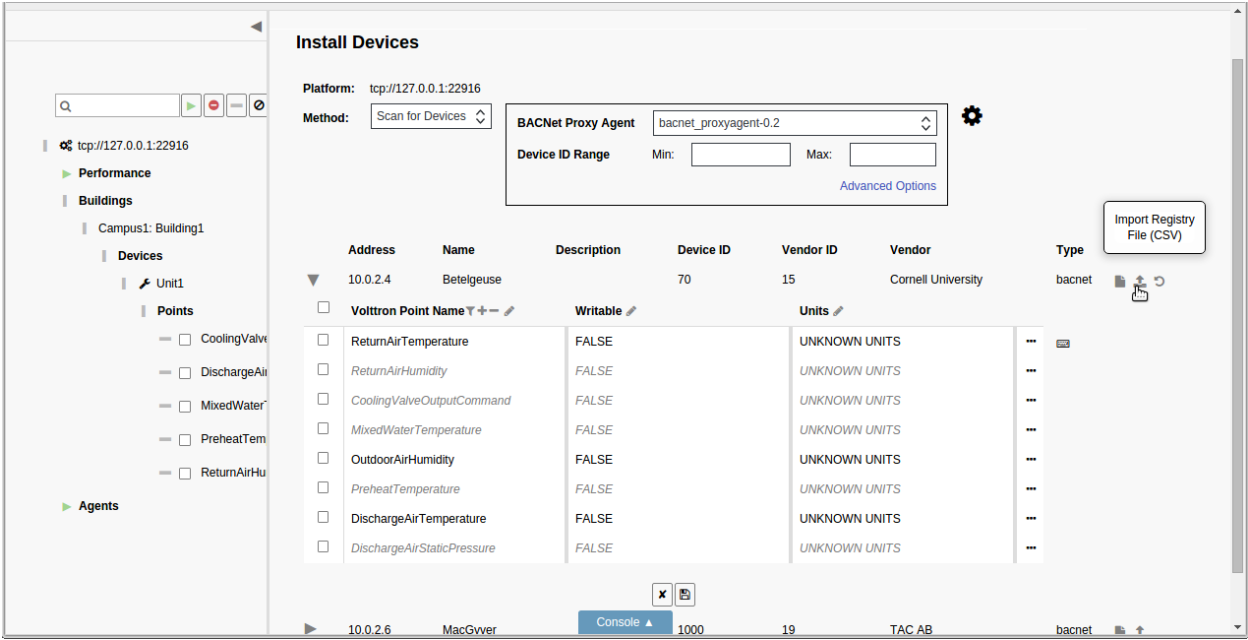 Install Devices
Platform: tcp://127.0.0.1:22916
Method: Scan for Devices
BACNet Proxy Agent bacnet_proxyagent-0.2
Device ID Range Min: Max:
Advanced Options
Import Registry
File (CSV)
tcp://127.0.0.1:22916
Performance
Buildings
Campus1: Building1
Devices
Unit1
Points
CoolingValve
DischargeAir
MixedWaterT
PreheatTem
ReturnAirHu
Agents
Address Name Description Device ID Vendor ID Vendor Type
10.0.2.4 Betelgeuse 70 15 Cornell University bacnet
Volttron Point Name Writable Units
ReturnAirTemperature FALSE UNKNOWN UNITS
ReturnAirHumidity FALSE UNKNOWN UNITS
CoolingValveOutputCommand FALSE UNKNOWN UNITS
MixedWaterTemperature FALSE UNKNOWN UNITS
OutdoorAirHumidity FALSE UNKNOWN UNITS
PreheatTemperature FALSE UNKNOWN UNITS
DischargeAirTemperature FALSE UNKNOWN UNITS
DischargeAirStaticPressure FALSE UNKNOWN UNITS
Console ▲
10.0.2.6 MacGyver 1000 19 TAC AB bacnet